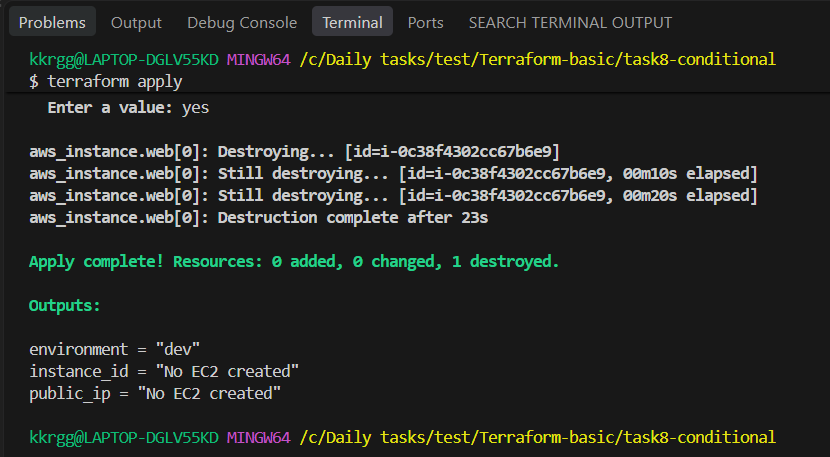 Problems Output Debug Console Terminal Ports SEARCH TERMINAL OUTPUT
kkrgg@LAPTOP-DGLV55KD MINGW64 /c/Daily tasks/test/Terraform-basic/task8-conditional
$ terraform apply
Enter a value: yes
aws_instance.web[0]: Destroying... [id=i-0c38f4302cc67b6e9]
aws_instance.web[0]: Still destroying... [id=i-0c38f4302cc67b6e9, 00m10s elapsed]
aws_instance.web[0]: Still destroying... [id=i-0c38f4302cc67b6e9, 00m20s elapsed]
aws_instance.web[0]: Destruction complete after 23s
Apply complete! Resources: 0 added, 0 changed, 1 destroyed.
Outputs:
environment = "dev"
instance_id = "No EC2 created"
public_ip = "No EC2 created"
kkrgg@LAPTOP-DGLV55KD MINGW64 /c/Daily tasks/test/Terraform-basic/task8-conditional